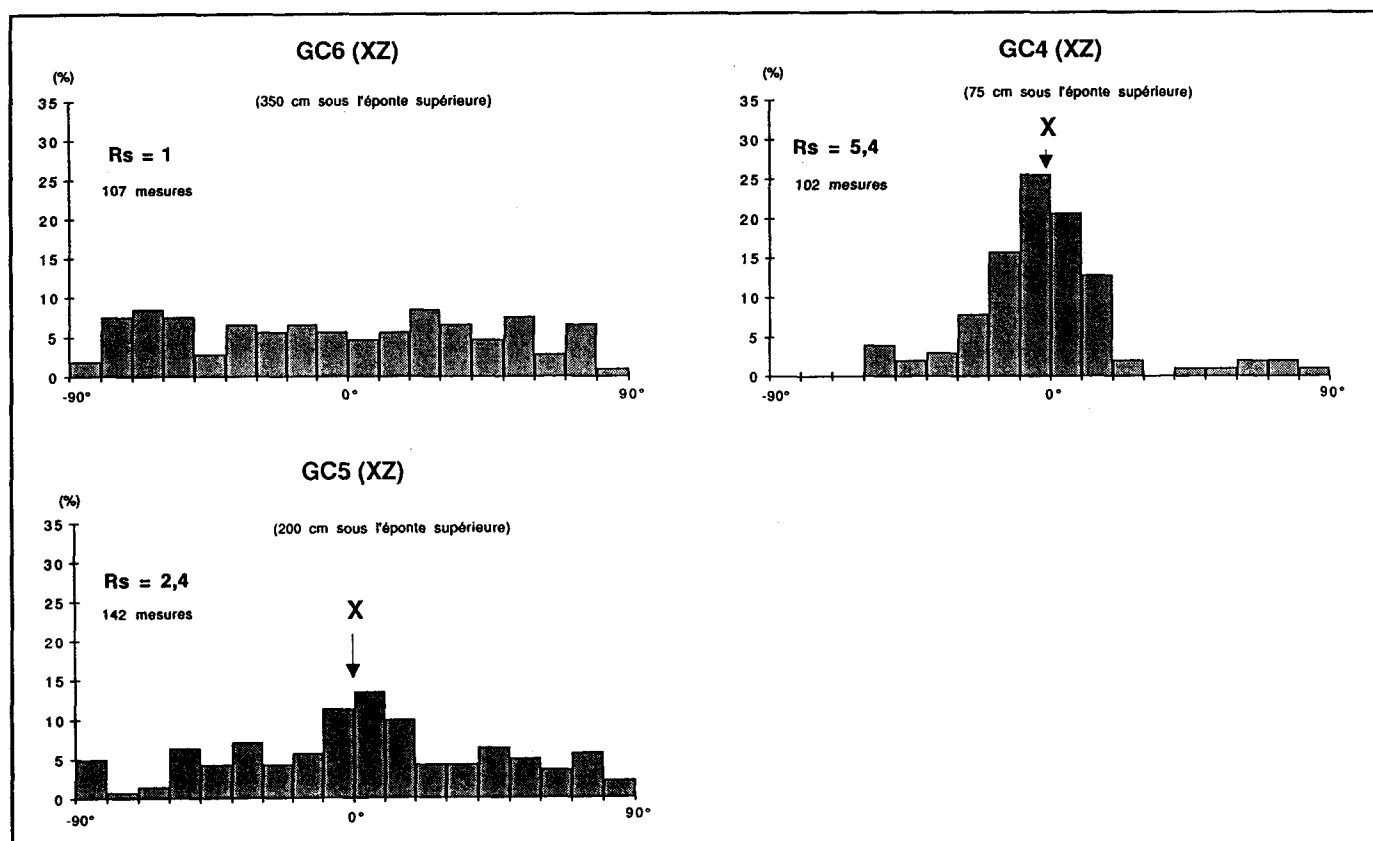 GC6 (XZ)
(%)
(350 cm sous l'éponte supérieure)
35
30
25
20
15
10
5
0
Rs = 1
107 mesures
-90°
0°
90°
GC4 (XZ)
(%)
(75 cm sous l'éponte supérieure)
35
30
25
20
15
10
5
0
X
Rs = 5,4
102 mesures
-90°
0°
90°
GC5 (XZ)
(%)
(200 cm sous l'éponte supérieure)
35
30
25
20
15
10
5
0
Rs = 2,4
142 mesures
X
-90°
0°
90°